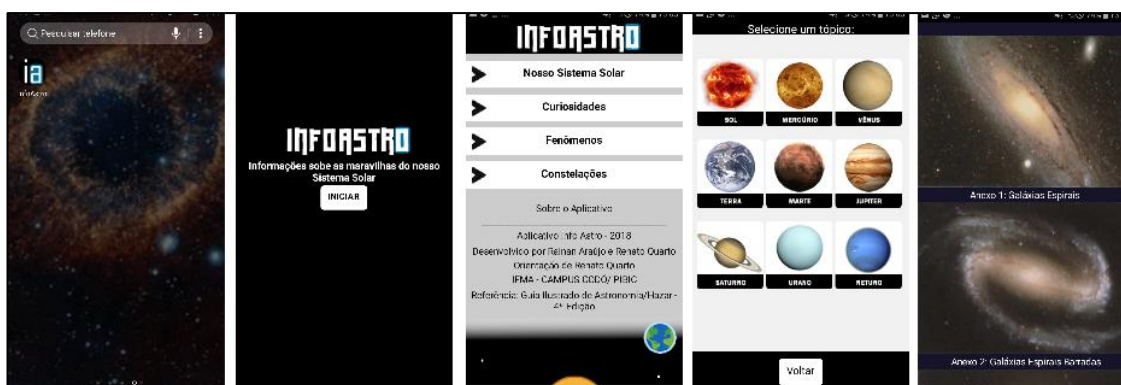 Pesquisar telefone
ia
InfoAstro
INFOASTRO
Informações sobe as maravilhas do nosso
Sistema Solar
INICIAR
INFOASTRO
Nosso Sistema Solar
Curiosidades
Fenômenos
Constelações
Sobre o Aplicativo
Aplicativo Info Astro - 2018
Desenvolvido por Rainan Araújo e Renato Quarto
Orientação de Renato Quarto
IFMA - CAMPUS CODÓ/ PIBIC
Referência: Guia Ilustrado de Astronomia/Hazar -
4ª Edição
Selecione um tópico:
SOL MERCÚRIO VÊNUS
TERRA MARTE JUPITER
SATURNO URANO NETUNO
Voltar
Anexo 1: Galáxias Espirais
Anexo 2: Galáxias Espirais Barradas